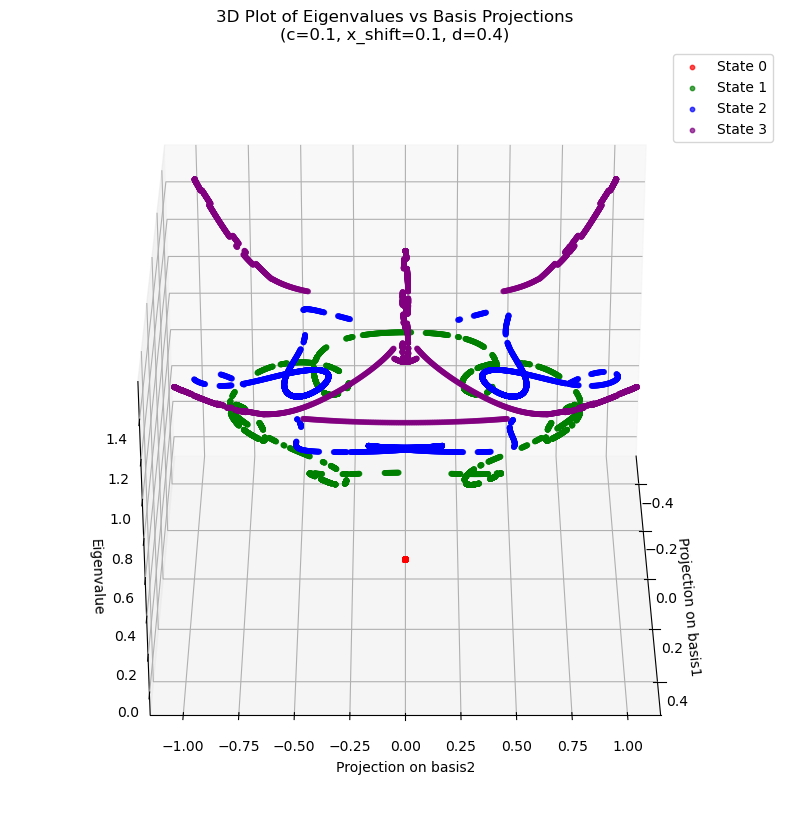 3D Plot of Eigenvalues vs Basis Projections
(c=0.1, x_shift=0.1, d=0.4)
State 0
State 1
State 2
State 3
1.4
1.2
1.0
0.8
0.6
0.4
0.2
0.0
Eigenvalue
−0.4
−0.2
0.0
0.2
0.4
Projection on basis1
−1.00 −0.75 −0.50 −0.25 0.00 0.25 0.50 0.75 1.00
Projection on basis2